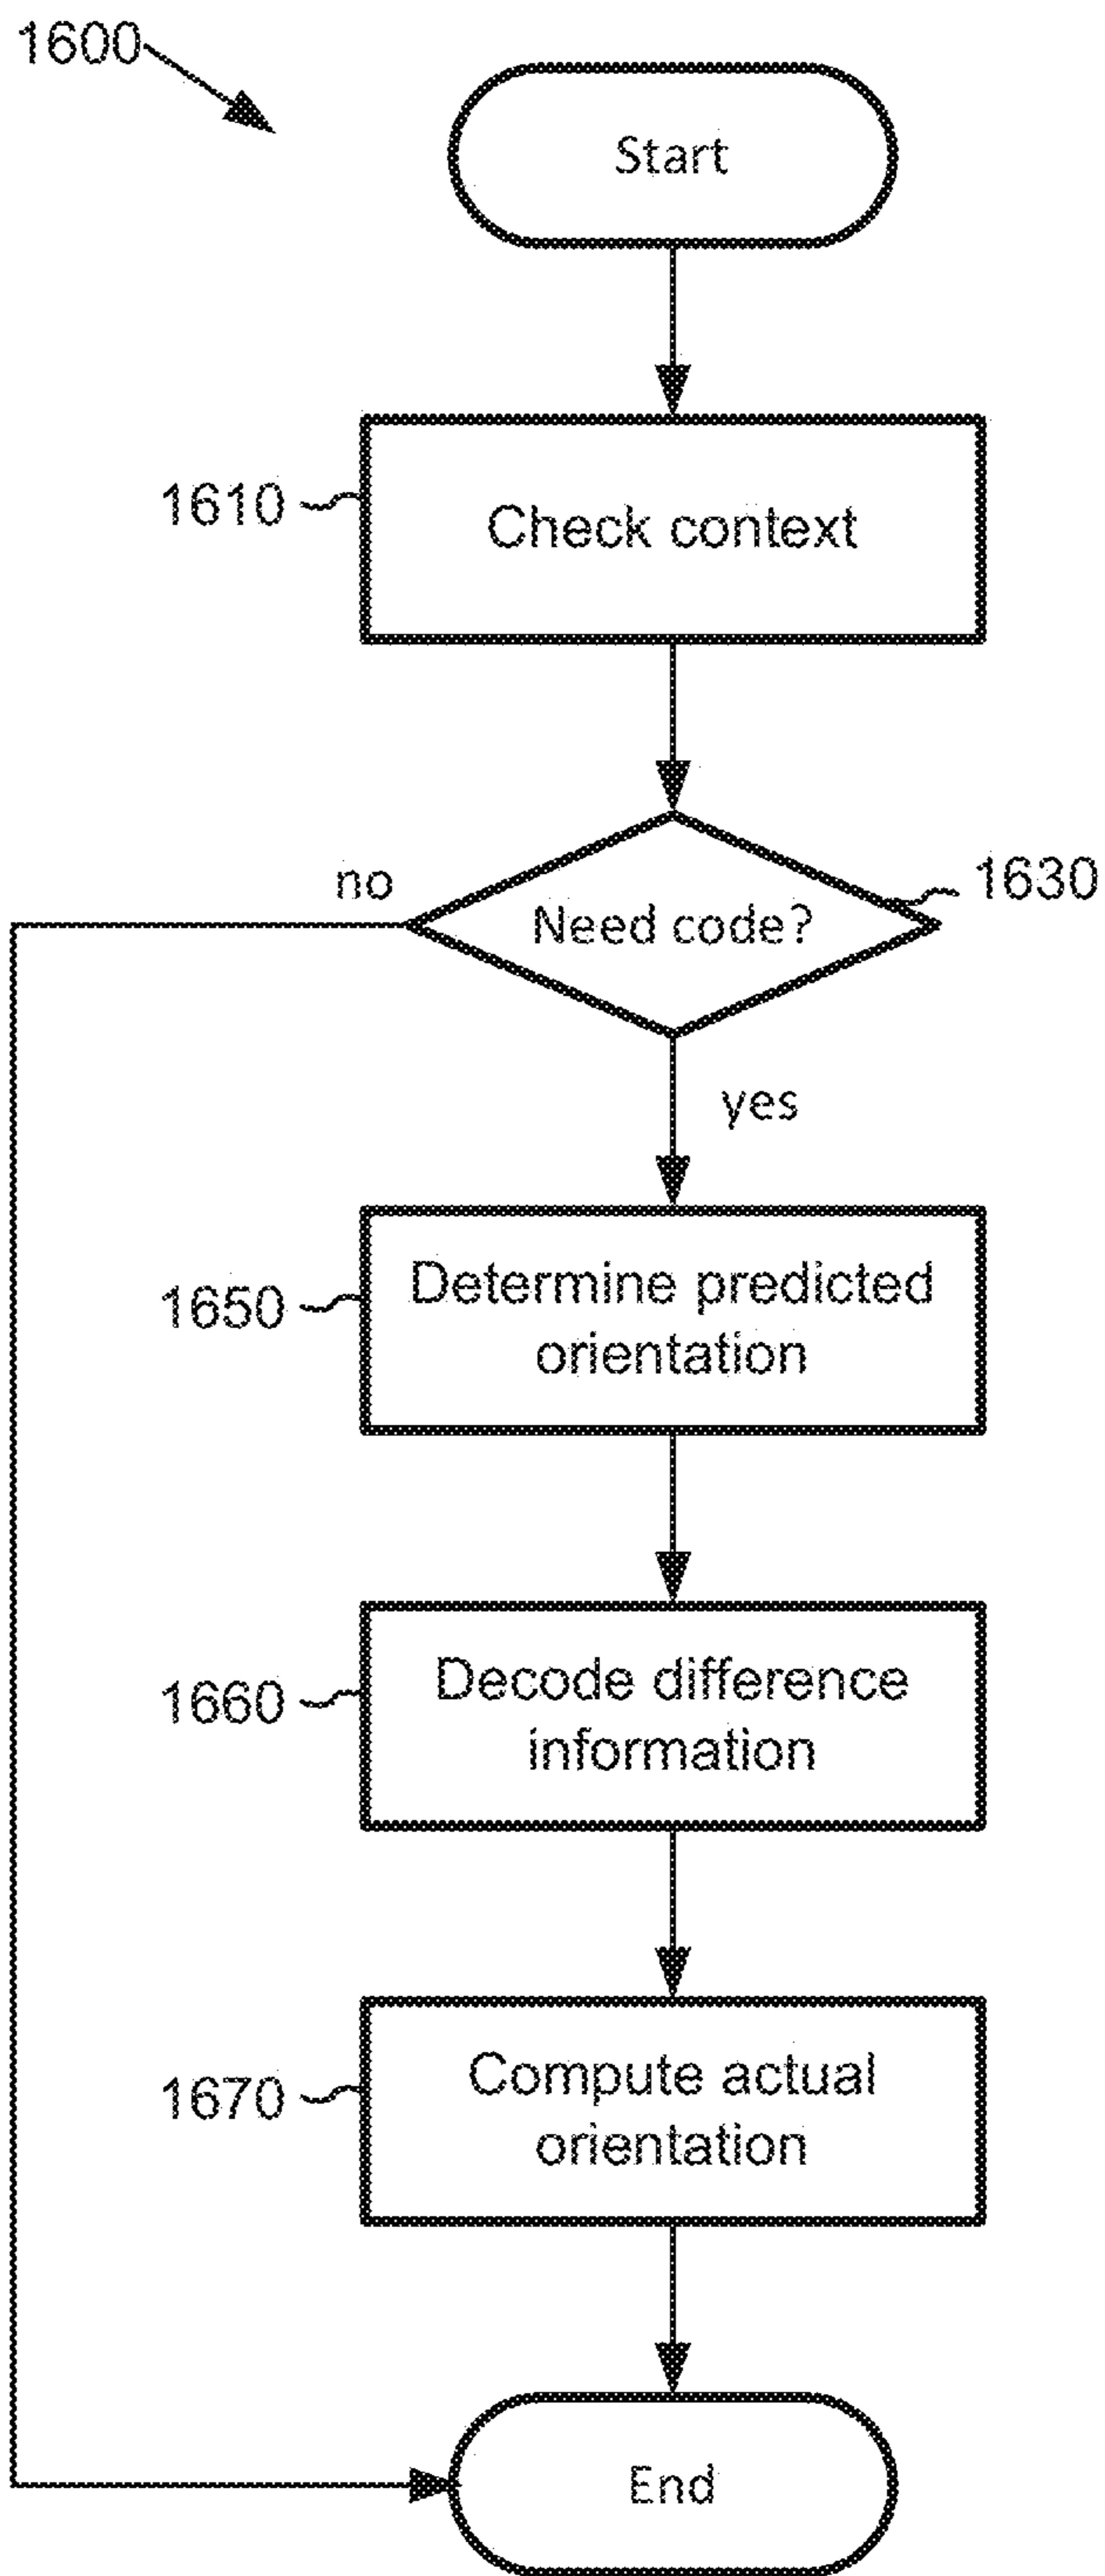 1600
Start
1610
Check context
no
1630
Need code?
yes
1650
Determine predicted
orientation
1660
Decode difference
information
1670
Compute actual
orientation
End